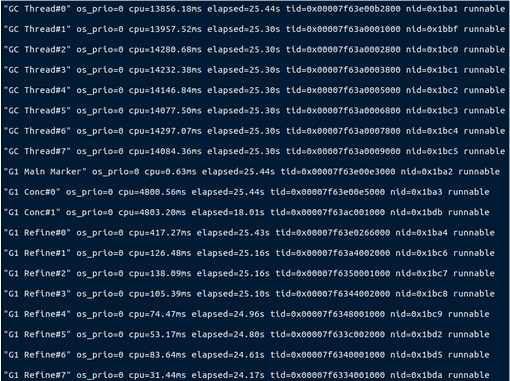 "GC Thread#0" os_prio=0 cpu=13856.18ms elapsed=25.44s tid=0x00007f63e00b2800 nid=0x1ba1 runnable
"GC Thread#1" os_prio=0 cpu=13957.52ms elapsed=25.30s tid=0x00007f63a0001000 nid=0x1bbf runnable
"GC Thread#2" os_prio=0 cpu=14280.68ms elapsed=25.30s tid=0x00007f63a0002800 nid=0x1bc0 runnable
"GC Thread#3" os_prio=0 cpu=14232.38ms elapsed=25.30s tid=0x00007f63a0003800 nid=0x1bc1 runnable
"GC Thread#4" os_prio=0 cpu=14146.84ms elapsed=25.30s tid=0x00007f63a0005000 nid=0x1bc2 runnable
"GC Thread#5" os_prio=0 cpu=14077.50ms elapsed=25.30s tid=0x00007f63a0006800 nid=0x1bc3 runnable
"GC Thread#6" os_prio=0 cpu=14297.07ms elapsed=25.30s tid=0x00007f63a0007800 nid=0x1bc4 runnable
"GC Thread#7" os_prio=0 cpu=14084.36ms elapsed=25.30s tid=0x00007f63a0009000 nid=0x1bc5 runnable
"G1 Main Marker" os_prio=0 cpu=0.63ms elapsed=25.44s tid=0x00007f63e00e3000 nid=0x1ba2 runnable
"G1 Conc#0" os_prio=0 cpu=4800.56ms elapsed=25.44s tid=0x00007f63e00e5000 nid=0x1ba3 runnable
"G1 Conc#1" os_prio=0 cpu=4803.20ms elapsed=18.01s tid=0x00007f63ac001000 nid=0x1bdb runnable
"G1 Refine#0" os_prio=0 cpu=417.27ms elapsed=25.43s tid=0x00007f63e0266000 nid=0x1ba4 runnable
"G1 Refine#1" os_prio=0 cpu=126.48ms elapsed=25.16s tid=0x00007f63a4002000 nid=0x1bc6 runnable
"G1 Refine#2" os_prio=0 cpu=138.09ms elapsed=25.16s tid=0x00007f6350001000 nid=0x1bc7 runnable
"G1 Refine#3" os_prio=0 cpu=105.39ms elapsed=25.10s tid=0x00007f6344002000 nid=0x1bc8 runnable
"G1 Refine#4" os_prio=0 cpu=74.47ms elapsed=24.96s tid=0x00007f6348001000 nid=0x1bc9 runnable
"G1 Refine#5" os_prio=0 cpu=53.17ms elapsed=24.80s tid=0x00007f633c002000 nid=0x1bd2 runnable
"G1 Refine#6" os_prio=0 cpu=83.64ms elapsed=24.61s tid=0x00007f6340001000 nid=0x1bd5 runnable
"G1 Refine#7" os_prio=0 cpu=31.44ms elapsed=24.17s tid=0x00007f6334001000 nid=0x1bda runnable